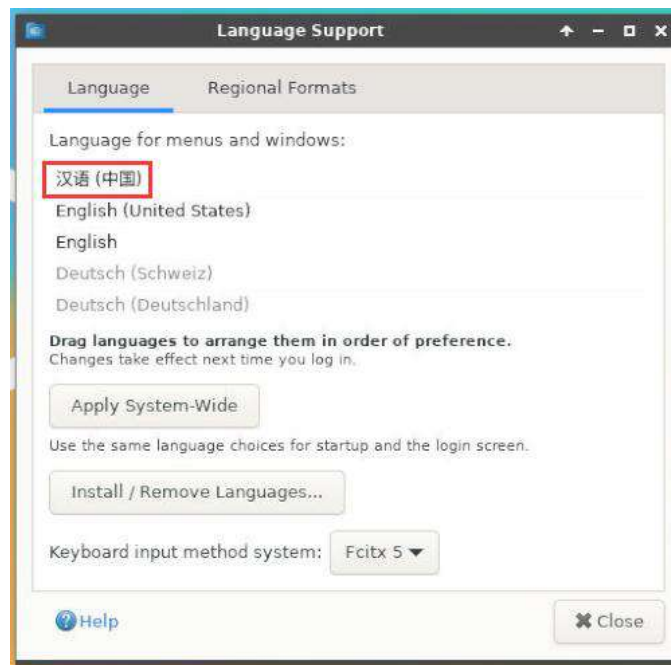 Language Support
Language Regional Formats
Language for menus and windows:
汉语 (中国)
English (United States)
English
Deutsch (Schweiz)
Deutsch (Deutschland)
Drag languages to arrange them in order of preference.
Changes take effect next time you log in.
Apply System-Wide
Use the same language choices for startup and the login screen.
Install / Remove Languages...
Keyboard input method system: Fcitx 5
Help Close